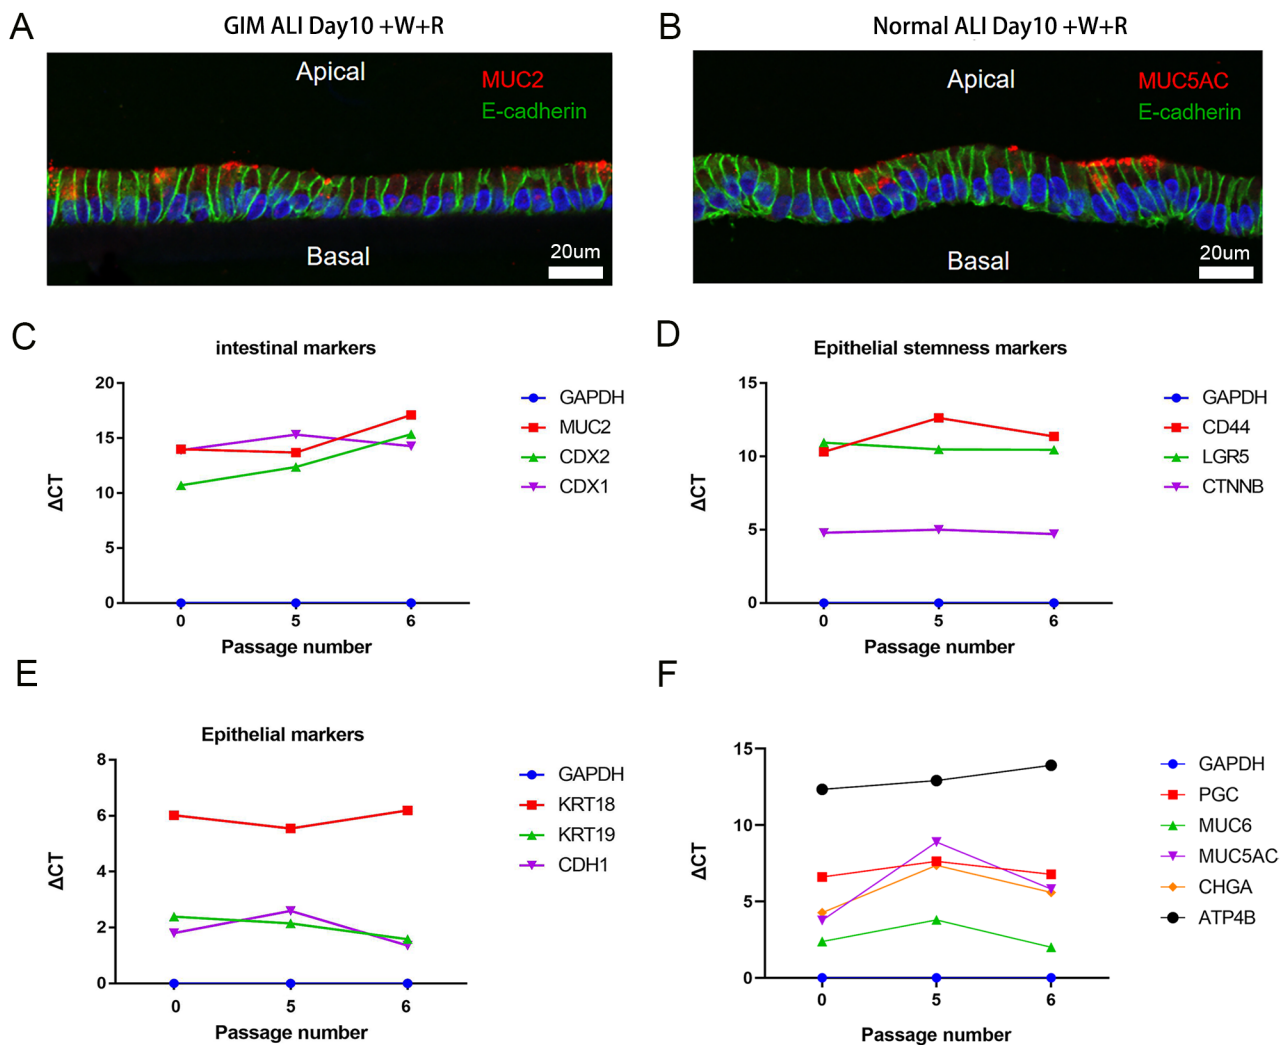 A
GIM ALI Day10 +W+R
Apical
MUC2
E-cadherin
Basal
20um
B
Normal ALI Day10 +W+R
Apical
MUC5AC
E-cadherin
Basal
20um
C
intestinal markers
20
15
10
5
0
ΔCT
0 5 6
Passage number
GAPDH
MUC2
CDX2
CDX1
D
Epithelial stemness markers
15
10
5
0
ΔCT
0 5 6
Passage number
GAPDH
CD44
LGR5
CTNNB
E
Epithelial markers
8
6
4
2
0
ΔCT
0 5 6
Passage number
GAPDH
KRT18
KRT19
CDH1
F
15
10
5
0
ΔCT
0 5 6
Passage number
GAPDH
PGC
MUC6
MUC5AC
CHGA
ATP4B